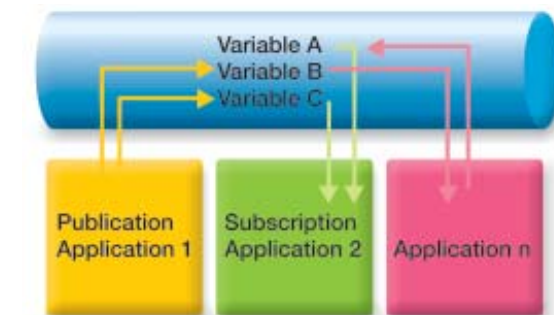 Variable A
Variable B
Variable C
Publication
Application 1
Subscription
Application 2
Application n